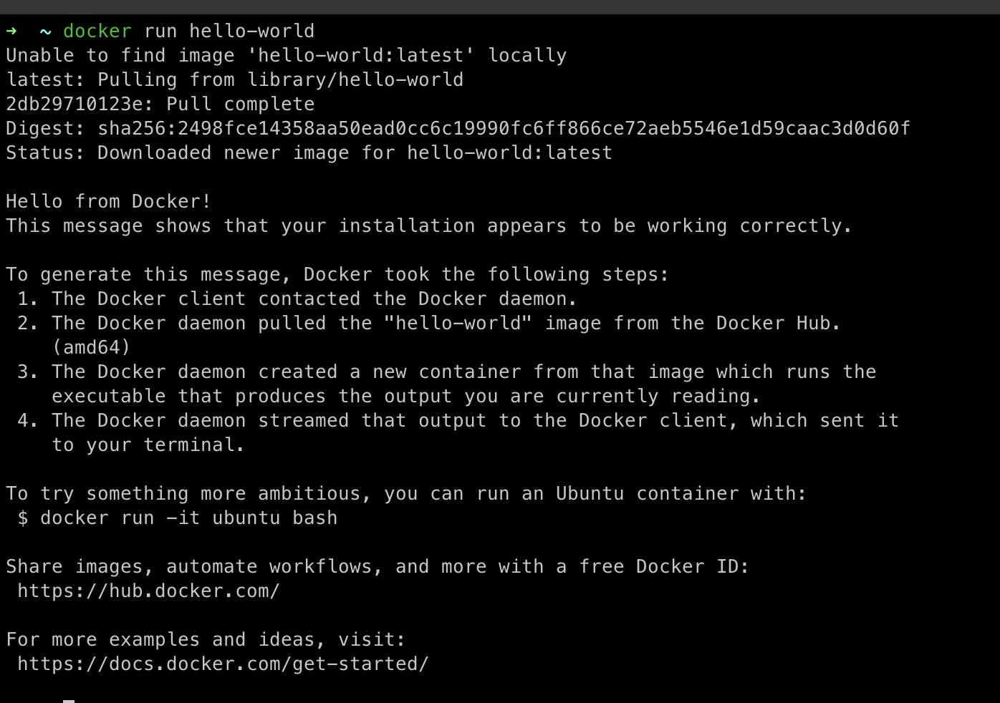 ➜  ~ docker run hello-world
Unable to find image 'hello-world:latest' locally
latest: Pulling from library/hello-world
2db29710123e: Pull complete
Digest: sha256:2498fce14358aa50ead0cc6c19990fc6ff866ce72aeb5546e1d59caac3d0d60f
Status: Downloaded newer image for hello-world:latest

Hello from Docker!
This message shows that your installation appears to be working correctly.

To generate this message, Docker took the following steps:
 1. The Docker client contacted the Docker daemon.
 2. The Docker daemon pulled the "hello-world" image from the Docker Hub.
    (amd64)
 3. The Docker daemon created a new container from that image which runs the
    executable that produces the output you are currently reading.
 4. The Docker daemon streamed that output to the Docker client, which sent it
    to your terminal.

To try something more ambitious, you can run an Ubuntu container with:
 $ docker run -it ubuntu bash

Share images, automate workflows, and more with a free Docker ID:
 https://hub.docker.com/

For more examples and ideas, visit:
 https://docs.docker.com/get-started/